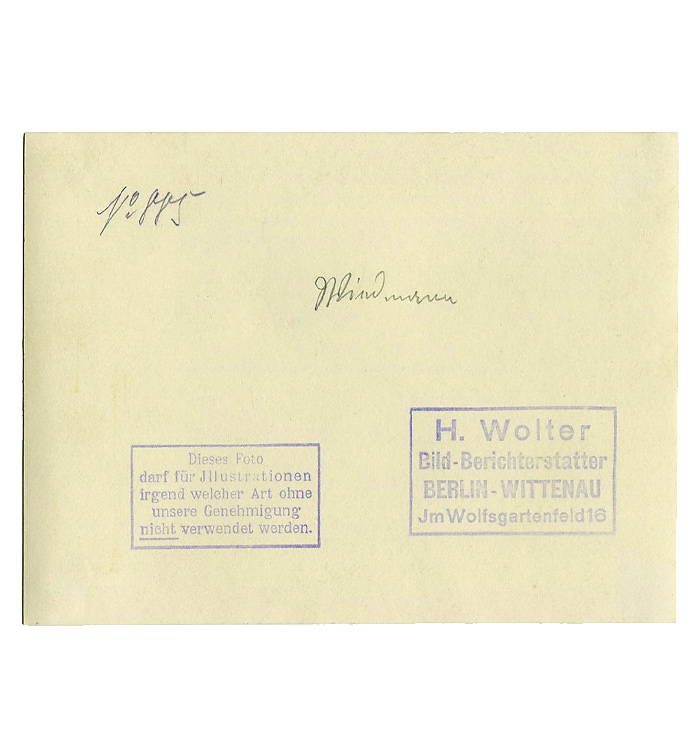 Wiedmann
Dieses Foto
darf für Jllustrationen
irgend welcher Art ohne
unsere Genehmigung
nicht verwendet werden.
H. Wolter
Bild-Berichterstatter
BERLIN-WITTENAU
Jm Wolfsgartenfeld 16